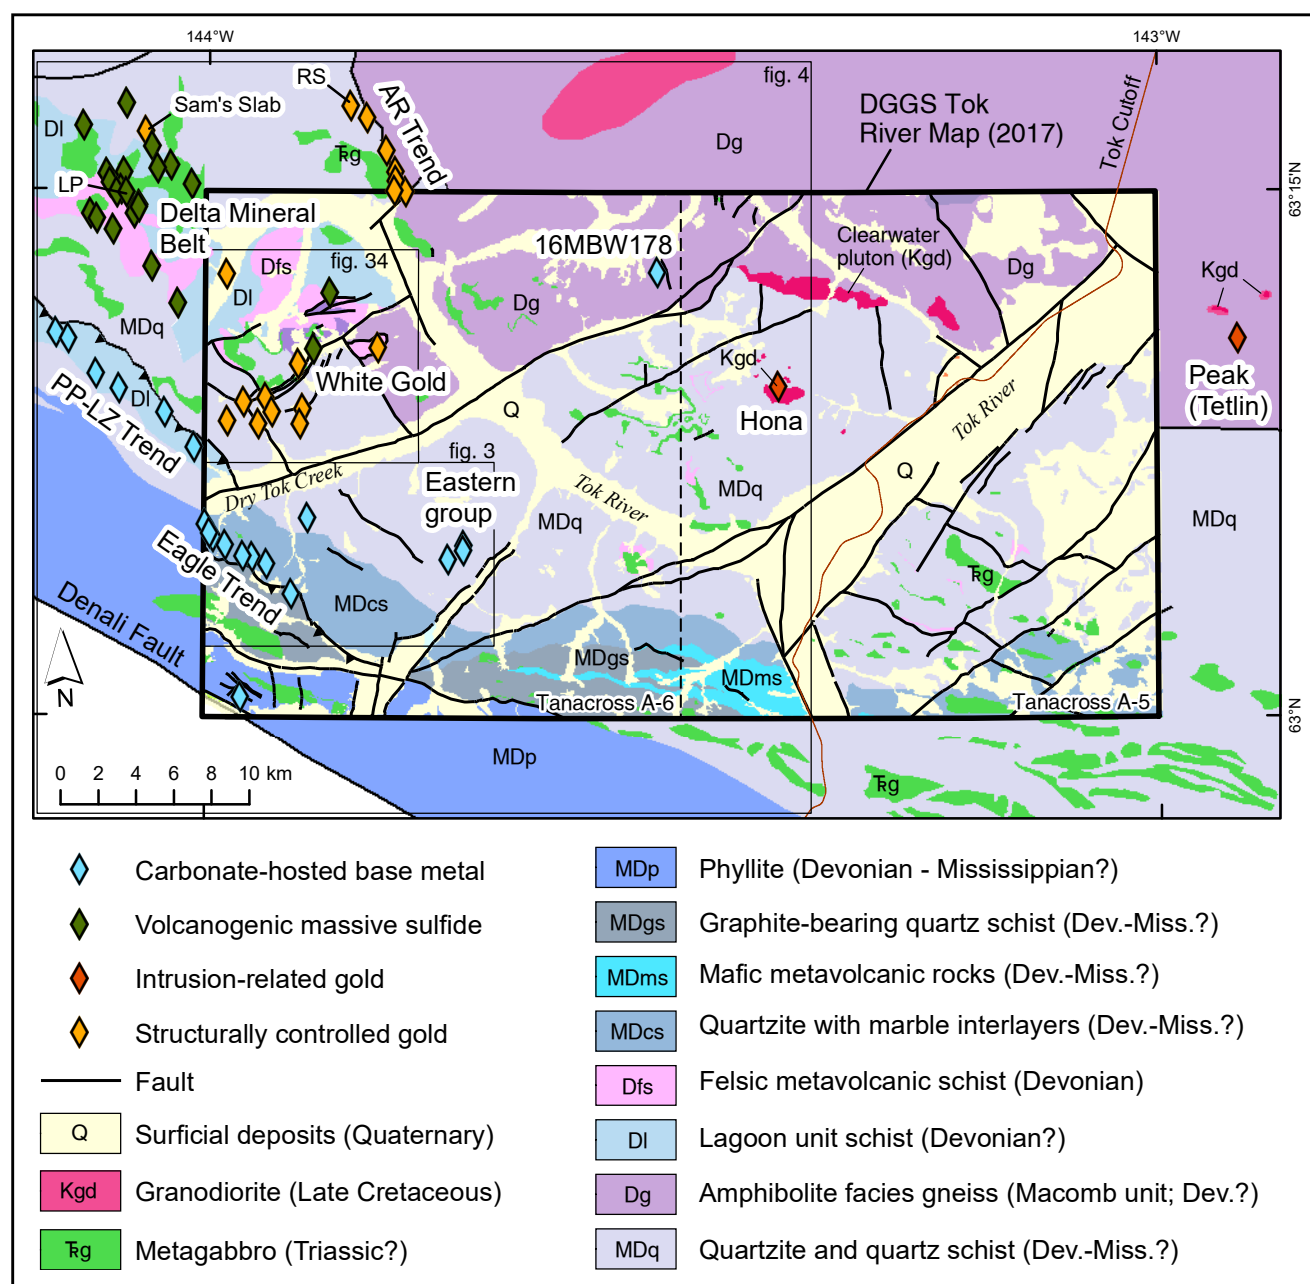 144°W
143°W
fig. 4
RS
Sam's Slab
AR Trend
DGGS Tok
River Map (2017)
Tok Cutoff
Dl
Dg
Ʀg
LP
63°15'N
Delta Mineral
Belt
16MBW178
Clearwater
pluton (Kgd)
Dfs
fig. 34
Dg
Kgd
Dl
Dg
MDq
Kgd
White Gold
Peak
(Tetlin)
Dl
PP-LZ Trend
Q
Hona
Tok River
fig. 3
Q
Dry Tok Creek
Eastern
group
Tok River
MDq
MDq
MDq
Eagle Trend
Ʀg
Denali Fault
MDcs
MDgs
MDms
N
Tanacross A-6
Tanacross A-5
63°N
MDp
0 2 4 6 8 10 km
Ʀg
Carbonate-hosted base metal
Volcanogenic massive sulfide
Intrusion-related gold
Structurally controlled gold
Fault
Q Surficial deposits (Quaternary)
Kgd Granodiorite (Late Cretaceous)
Ʀg Metagabbro (Triassic?)
MDp Phyllite (Devonian - Mississippian?)
MDgs Graphite-bearing quartz schist (Dev.-Miss.?)
MDms Mafic metavolcanic rocks (Dev.-Miss.?)
MDcs Quartzite with marble interlayers (Dev.-Miss.?)
Dfs Felsic metavolcanic schist (Devonian)
Dl Lagoon unit schist (Devonian?)
Dg Amphibolite facies gneiss (Macomb unit; Dev.?)
MDq Quartzite and quartz schist (Dev.-Miss.?)